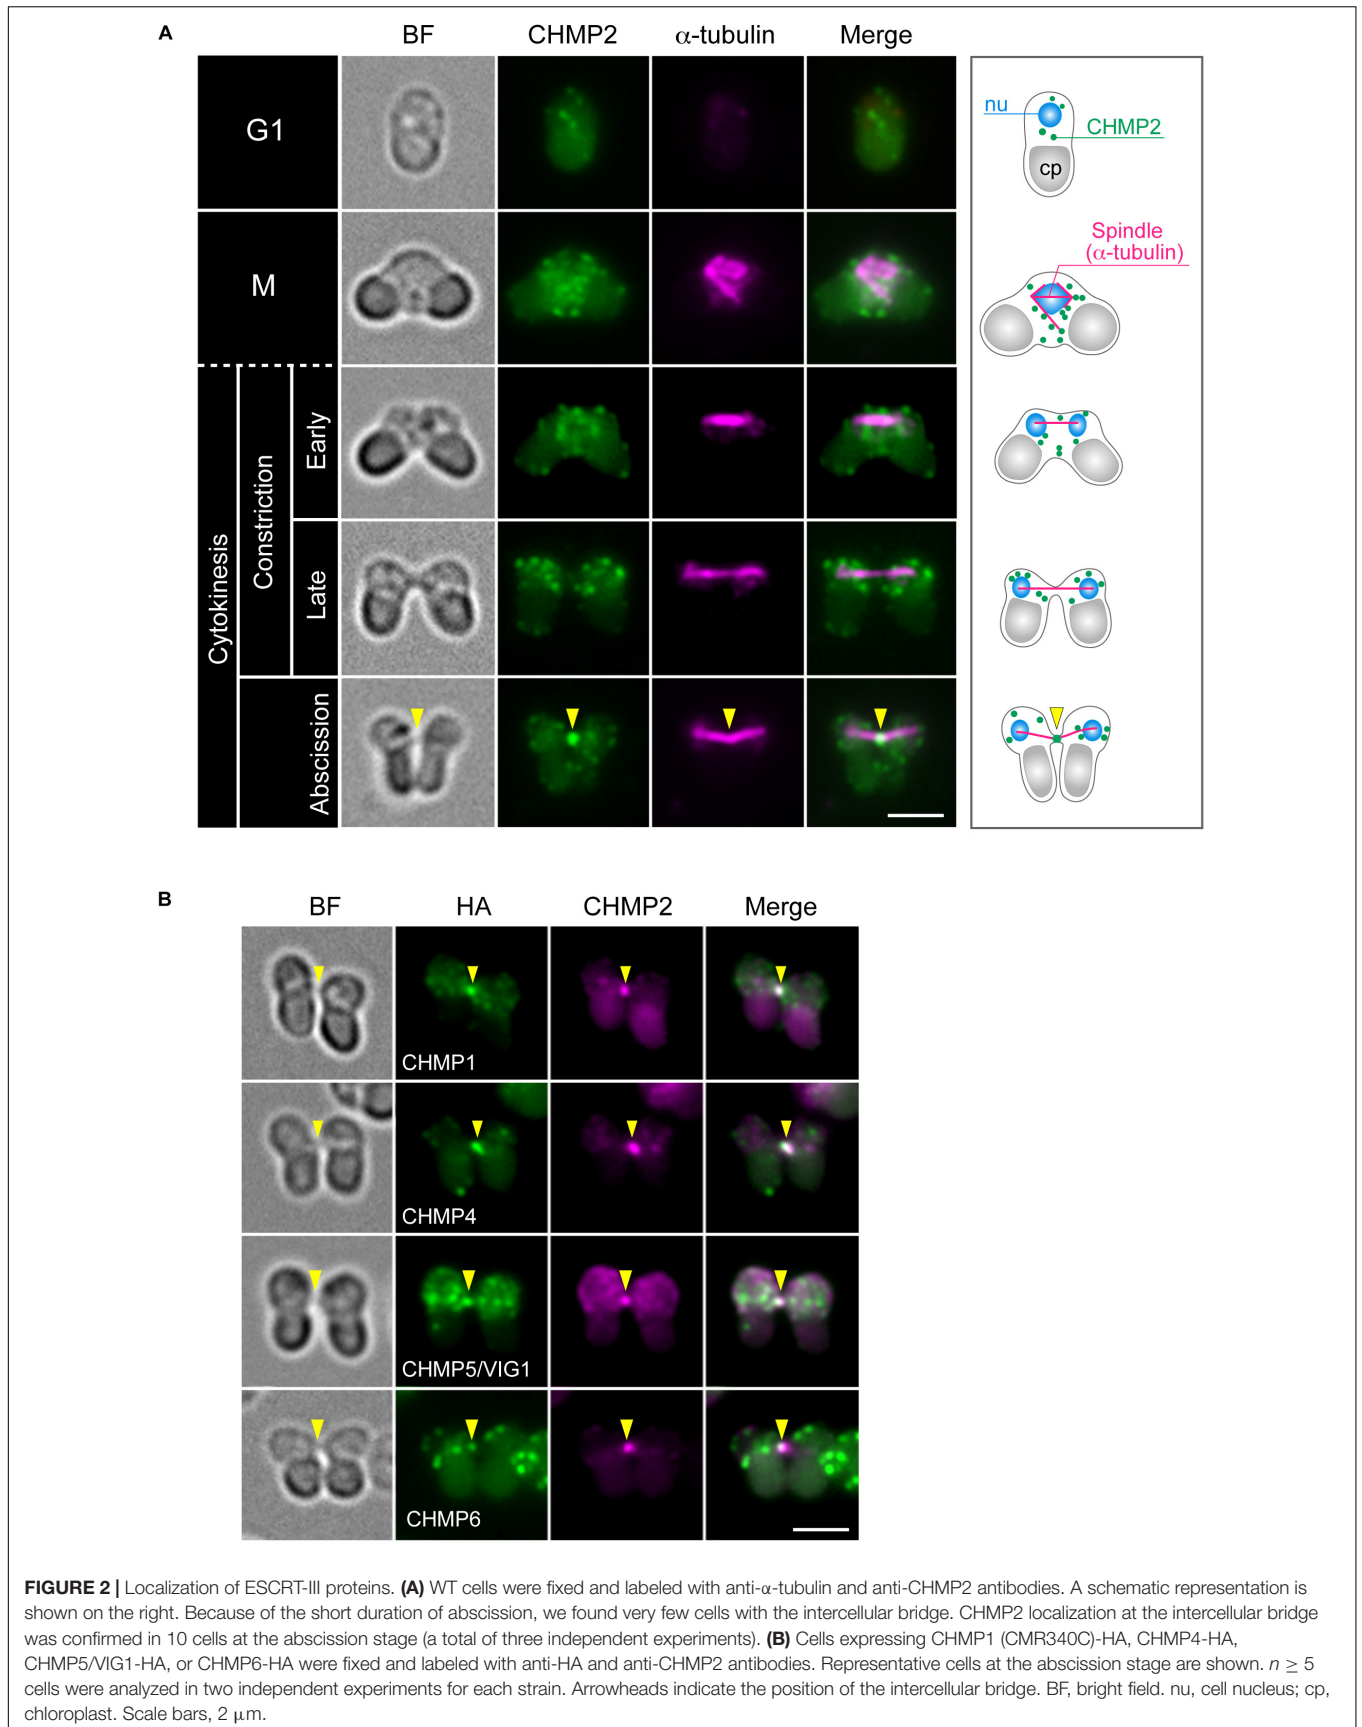 A
BF CHMP2 α-tubulin Merge
G1
nu
CHMP2
cp
M
Spindle
(α-tubulin)
Cytokinesis
Constriction
Early
Late
Abscission
B
BF HA CHMP2 Merge
CHMP1
CHMP4
CHMP5/VIG1
CHMP6
FIGURE 2 | Localization of ESCRT-III proteins. (A) WT cells were fixed and labeled with anti-α-tubulin and anti-CHMP2 antibodies. A schematic representation is
shown on the right. Because of the short duration of abscission, we found very few cells with the intercellular bridge. CHMP2 localization at the intercellular bridge
was confirmed in 10 cells at the abscission stage (a total of three independent experiments). (B) Cells expressing CHMP1 (CMR340C)-HA, CHMP4-HA,
CHMP5/VIG1-HA, or CHMP6-HA were fixed and labeled with anti-HA and anti-CHMP2 antibodies. Representative cells at the abscission stage are shown. n ≥ 5
cells were analyzed in two independent experiments for each strain. Arrowheads indicate the position of the intercellular bridge. BF, bright field. nu, cell nucleus; cp,
chloroplast. Scale bars, 2 μm.